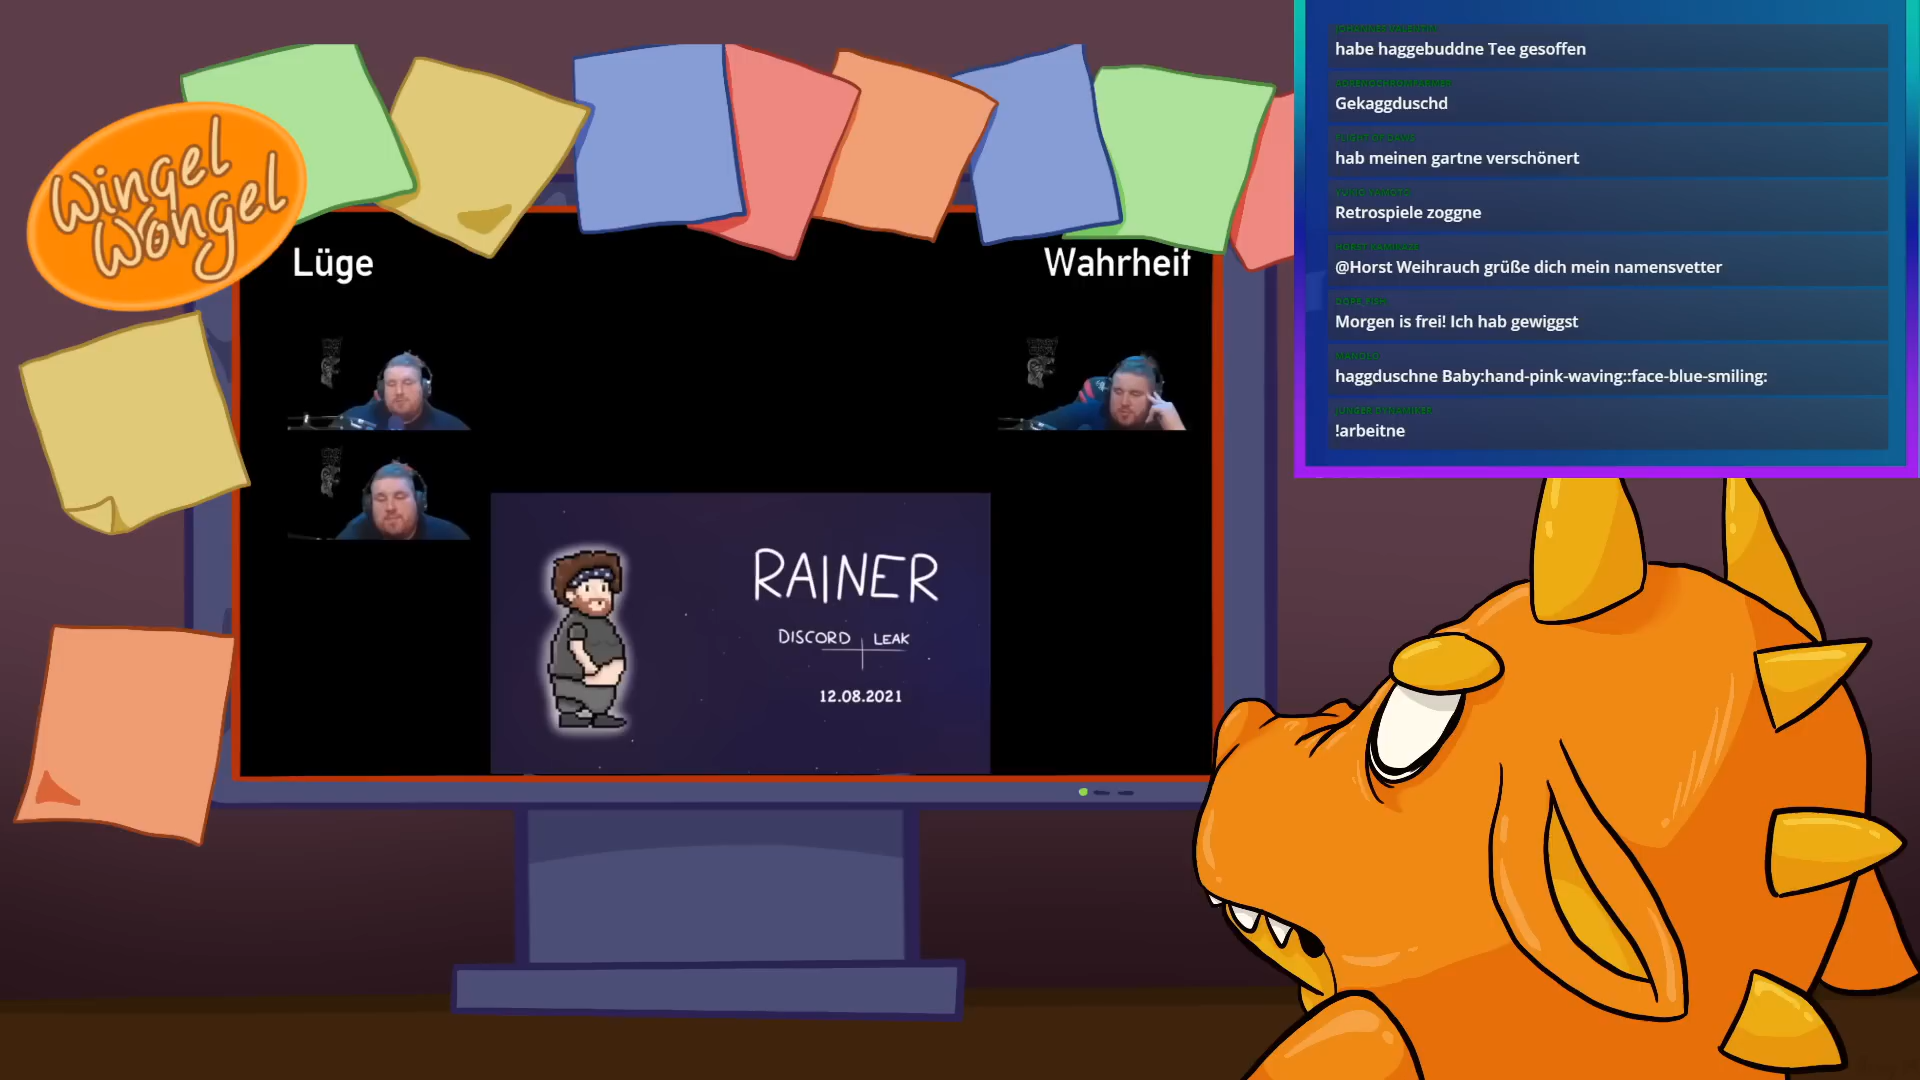 Wingel
Wongel
Lüge
Wahrheit
RAINER
DISCORD LEAK
12.08.2021
habe haggebuddne Tee gesoffen
Gekaggduschd
hab meinen gartne verschönert
Retrospiele zoggne
@Horst Weihrauch grüße dich mein namensvetter
Morgen is frei! Ich hab gewiggst
MANOLO
haggduschne Baby:hand-pink-waving::face-blue-smiling:
!arbeitne